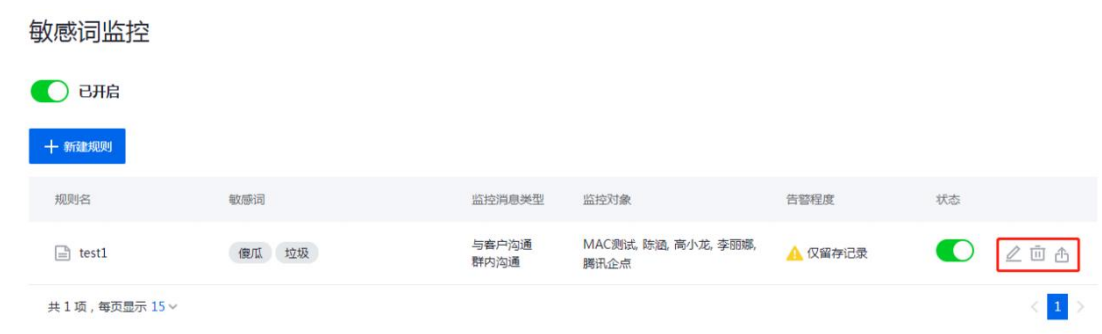 敏感词监控
已开启
新建规则
规则名 敏感词 监控消息类型 监控对象 告警程度 状态
test1 傻瓜 垃圾 与客户沟通 MAC测试, 陈涵, 高小龙, 李丽娜, 仅留存记录
群内沟通 腾讯企点
共 1 项，每页显示 15
1